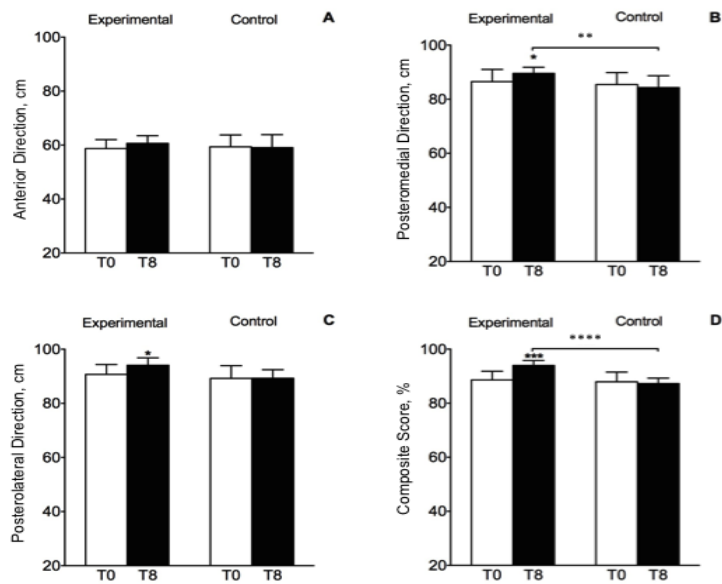 Experimental Control A
Anterior Direction, cm
100
80
60
40
20
T0 T8 T0 T8
Experimental Control B
**
*
Posteromedial Direction, cm
100
80
60
40
20
T0 T8 T0 T8
Experimental Control C
*
Posterolateral Direction, cm
100
80
60
40
20
T0 T8 T0 T8
Experimental Control D
****
***
Composite Score, %
100
80
60
40
20
T0 T8 T0 T8